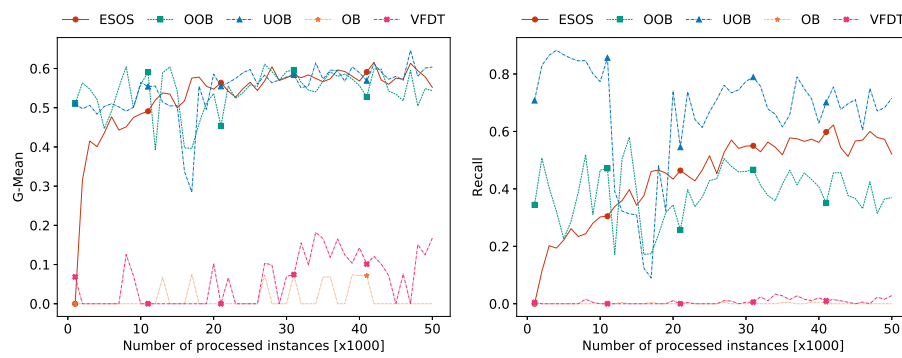 ESOS OOB UOB OB VFDT
G-Mean
0.6
0.5
0.4
0.3
0.2
0.1
0.0
0 10 20 30 40 50
Number of processed instances [x1000]
ESOS OOB UOB OB VFDT
Recall
0.8
0.6
0.4
0.2
0.0
0 10 20 30 40 50
Number of processed instances [x1000]